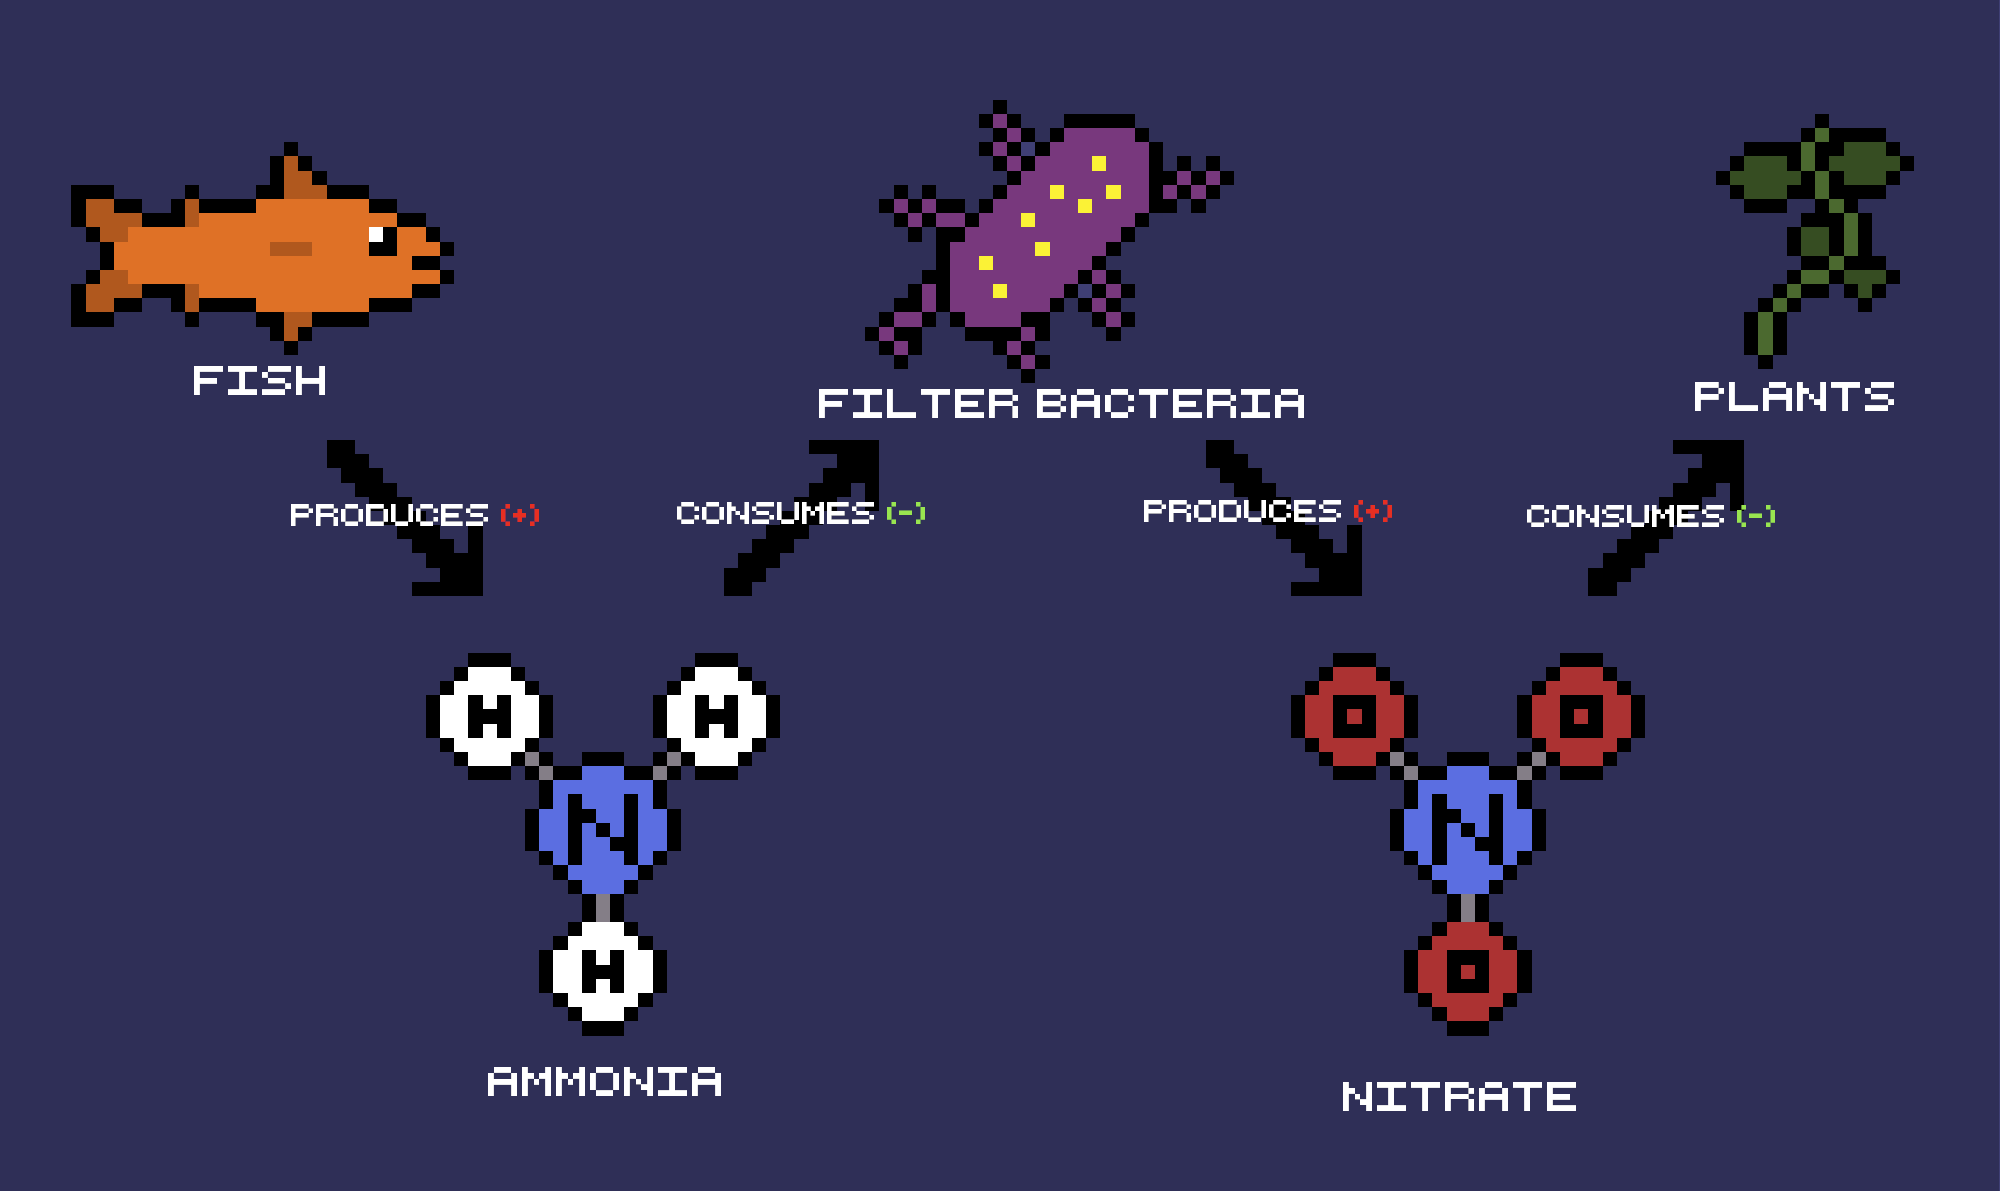 FISH
FILTER BACTERIA
PLANTS
PRODUCES (+)
CONSUMES (-)
PRODUCES (+)
CONSUMES (-)
H
H
N
H
O
O
N
O
AMMONIA
NITRATE